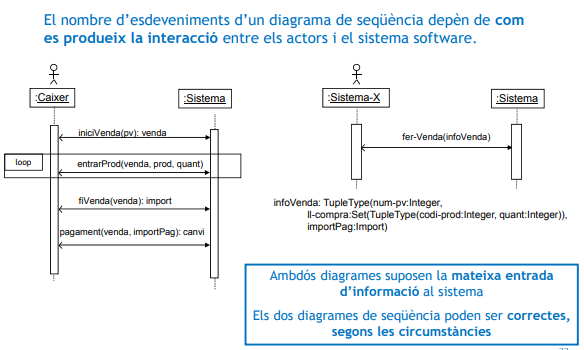 El nombre d’esdeveniments d’un diagrama de seqüència depèn de com
es produeix la interacció entre els actors i el sistema software.
:Caixer
:Sistema
iniciVenda(pv): venda
loop
entrarProd(venda, prod, quant)
fiVenda(venda): import
pagament(venda, importPag): canvi
:Sistema-X
:Sistema
fer-Venda(infoVenda)
infoVenda: TupleType(num-pv:Integer,
ll-compra:Set(TupleType(codi-prod:Integer, quant:Integer)),
importPag:Import)
Ambdós diagrames suposen la mateixa entrada
d’informació al sistema
Els dos diagrames de seqüència poden ser correctes,
segons les circumstàncies